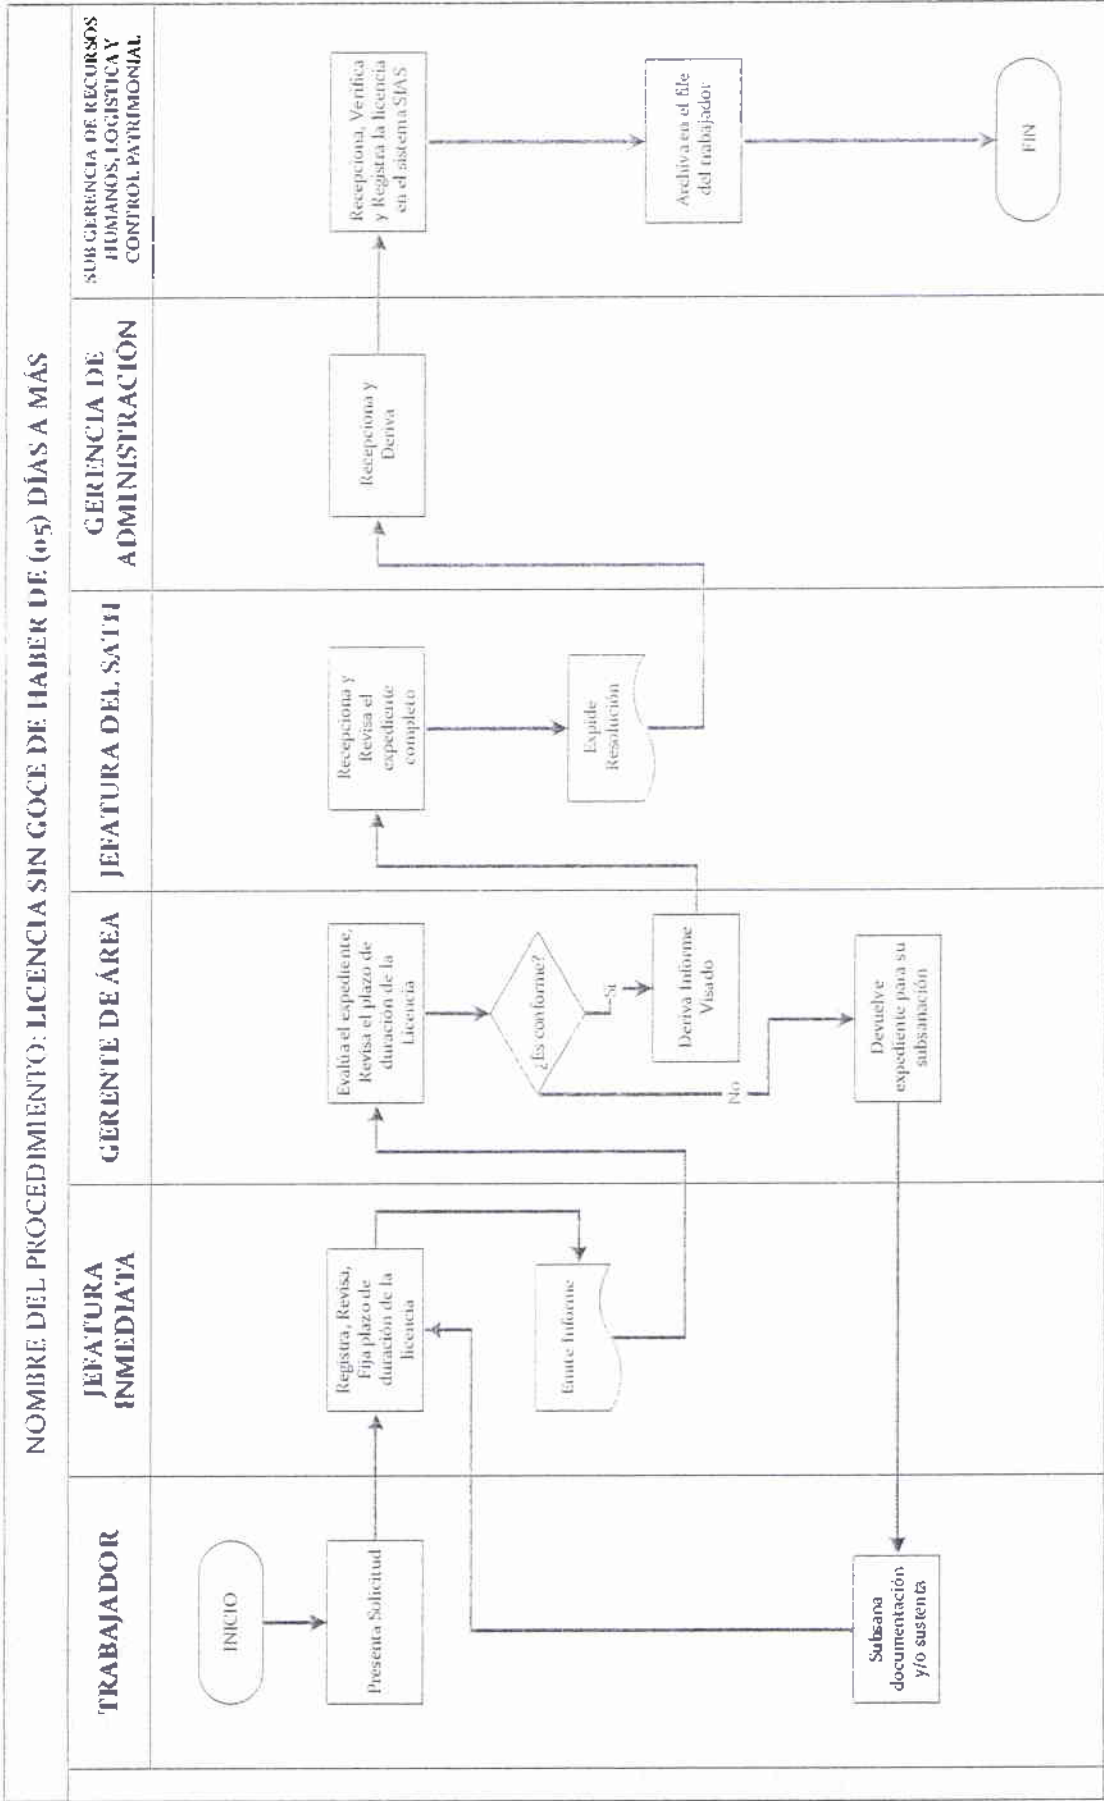 NOMBRE DEL PROCEDIMIENTO: LICENCIA SIN GOCE DE HABER DE (05) DÍAS A MÁS
TRABAJADOR
JEFATURA
INMEDIATA
GERENTE DE ÁREA
JEFATURA DEL SATH
GERENCIA DE
ADMINISTRACIÓN
SUB GERENCIA DE RECURSOS
HUMANOS, LOGISTICA Y
CONTROL PATRIMONIAL
INICIO
Presenta Solicitud
Registra, Revisa,
Fija plazo de
duración de la
licencia
Emite Informe
Evalúa el expediente,
Revisa el plazo de
duración de la
Licencia
¿Es conforme?
Si
No
Deriva Informe
Visado
Devuelve
expediente para su
subsanación
Subsana
documentación
y/o sustenta
Recepciona y
Revisa el
expediente
completo
Expide
Resolución
Recepciona y
Deriva
Recepciona, Verifica
y Registra la licencia
en el sistema SIAS
Archiva en el file
del trabajador
FIN